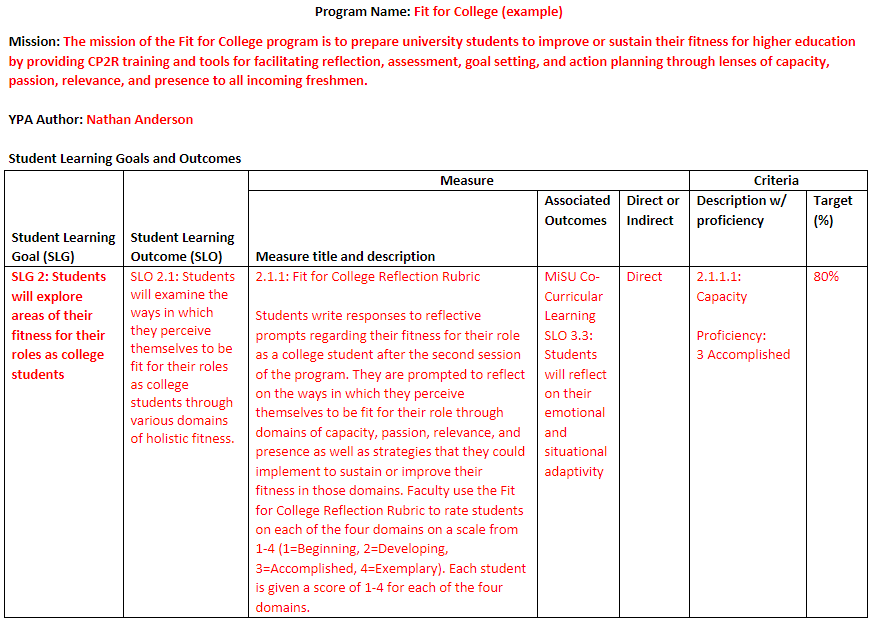 Program Name: Fit for College (example)
Mission: The mission of the Fit for College program is to prepare university students to improve or sustain their fitness for higher education
by providing CP2R training and tools for facilitating reflection, assessment, goal setting, and action planning through lenses of capacity,
passion, relevance, and presence to all incoming freshmen.
YPA Author: Nathan Anderson
Student Learning Goals and Outcomes
Student Learning
Goal (SLG)
Student Learning
Outcome (SLO)
Measure
Measure title and description
Associated
Outcomes
Direct or
Indirect
Criteria
Description w/
proficiency
Target
(%)
SLG 2: Students
will explore
areas of their
fitness for their
roles as college
students
SLO 2.1: Students
will examine the
ways in which
they perceive
themselves to be
fit for their roles
as college
students through
various domains
of holistic fitness.
2.1.1: Fit for College Reflection Rubric
Students write responses to reflective
prompts regarding their fitness for their role
as a college student after the second session
of the program. They are prompted to reflect
on the ways in which they perceive
themselves to be fit for their role through
domains of capacity, passion, relevance, and
presence as well as strategies that they could
implement to sustain or improve their
fitness in those domains. Faculty use the Fit
for College Reflection Rubric to rate students
on each of the four domains on a scale from
1-4 (1=Beginning, 2=Developing,
3=Accomplished, 4=Exemplary). Each student
is given a score of 1-4 for each of the four
domains.
MiSU Co-
Curricular
Learning
SLO 3.3:
Students
will reflect
on their
emotional
and
situational
adaptivity
Direct
2.1.1.1:
Capacity
Proficiency:
3 Accomplished
80%